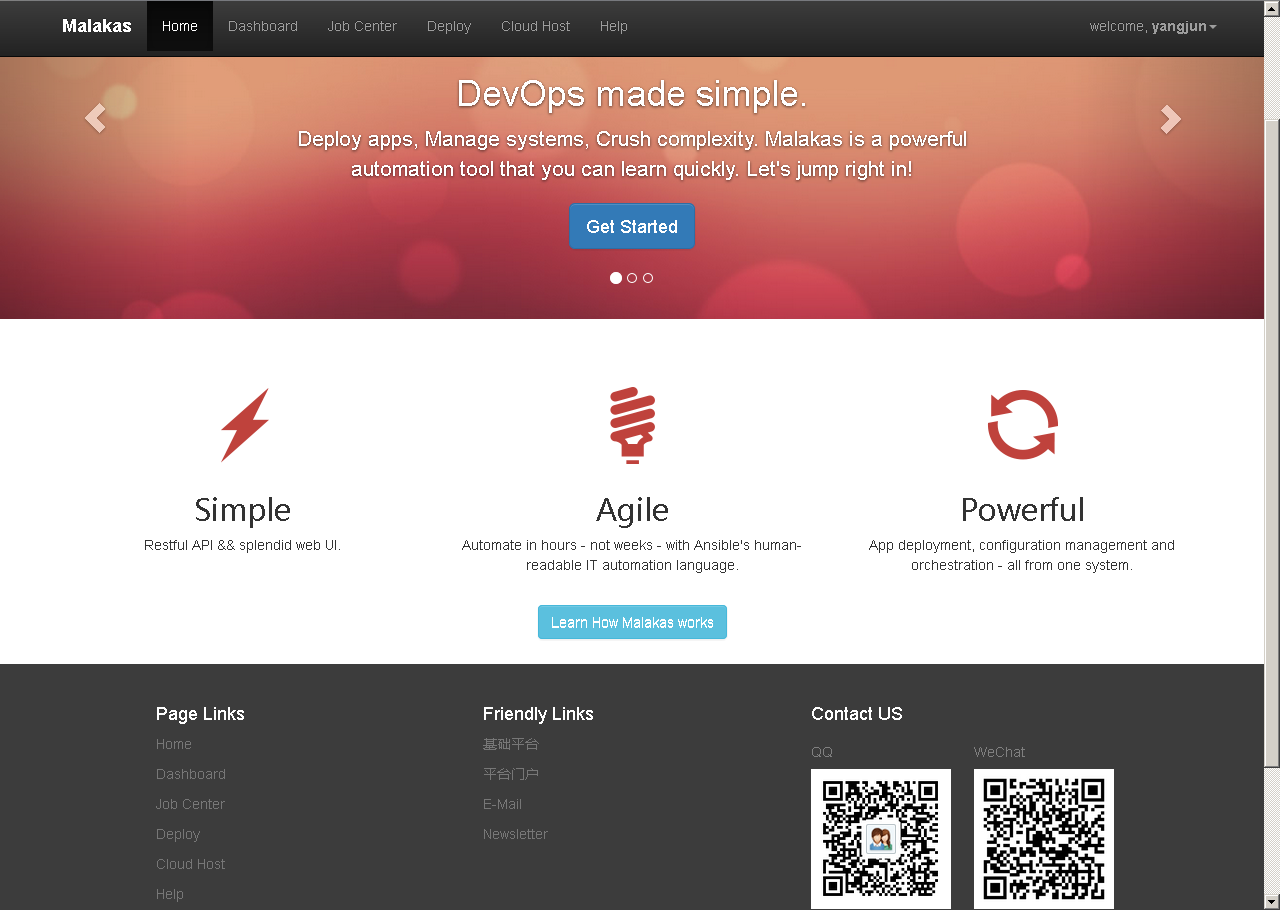 Malakas Home Dashboard Job Center Deploy Cloud Host Help welcome, yangjun
DevOps made simple.
Deploy apps, Manage systems, Crush complexity. Malakas is a powerful
automation tool that you can learn quickly. Let's jump right in!
Get Started
Simple
Restful API && splendid web UI.
Agile
Automate in hours - not weeks - with Ansible's human-
readable IT automation language.
Powerful
App deployment, configuration management and
orchestration - all from one system.
Learn How Malakas works
Page Links
Home
Dashboard
Job Center
Deploy
Cloud Host
Help
Friendly Links
基础平台
平台门户
E-Mail
Newsletter
Contact US
QQ
WeChat